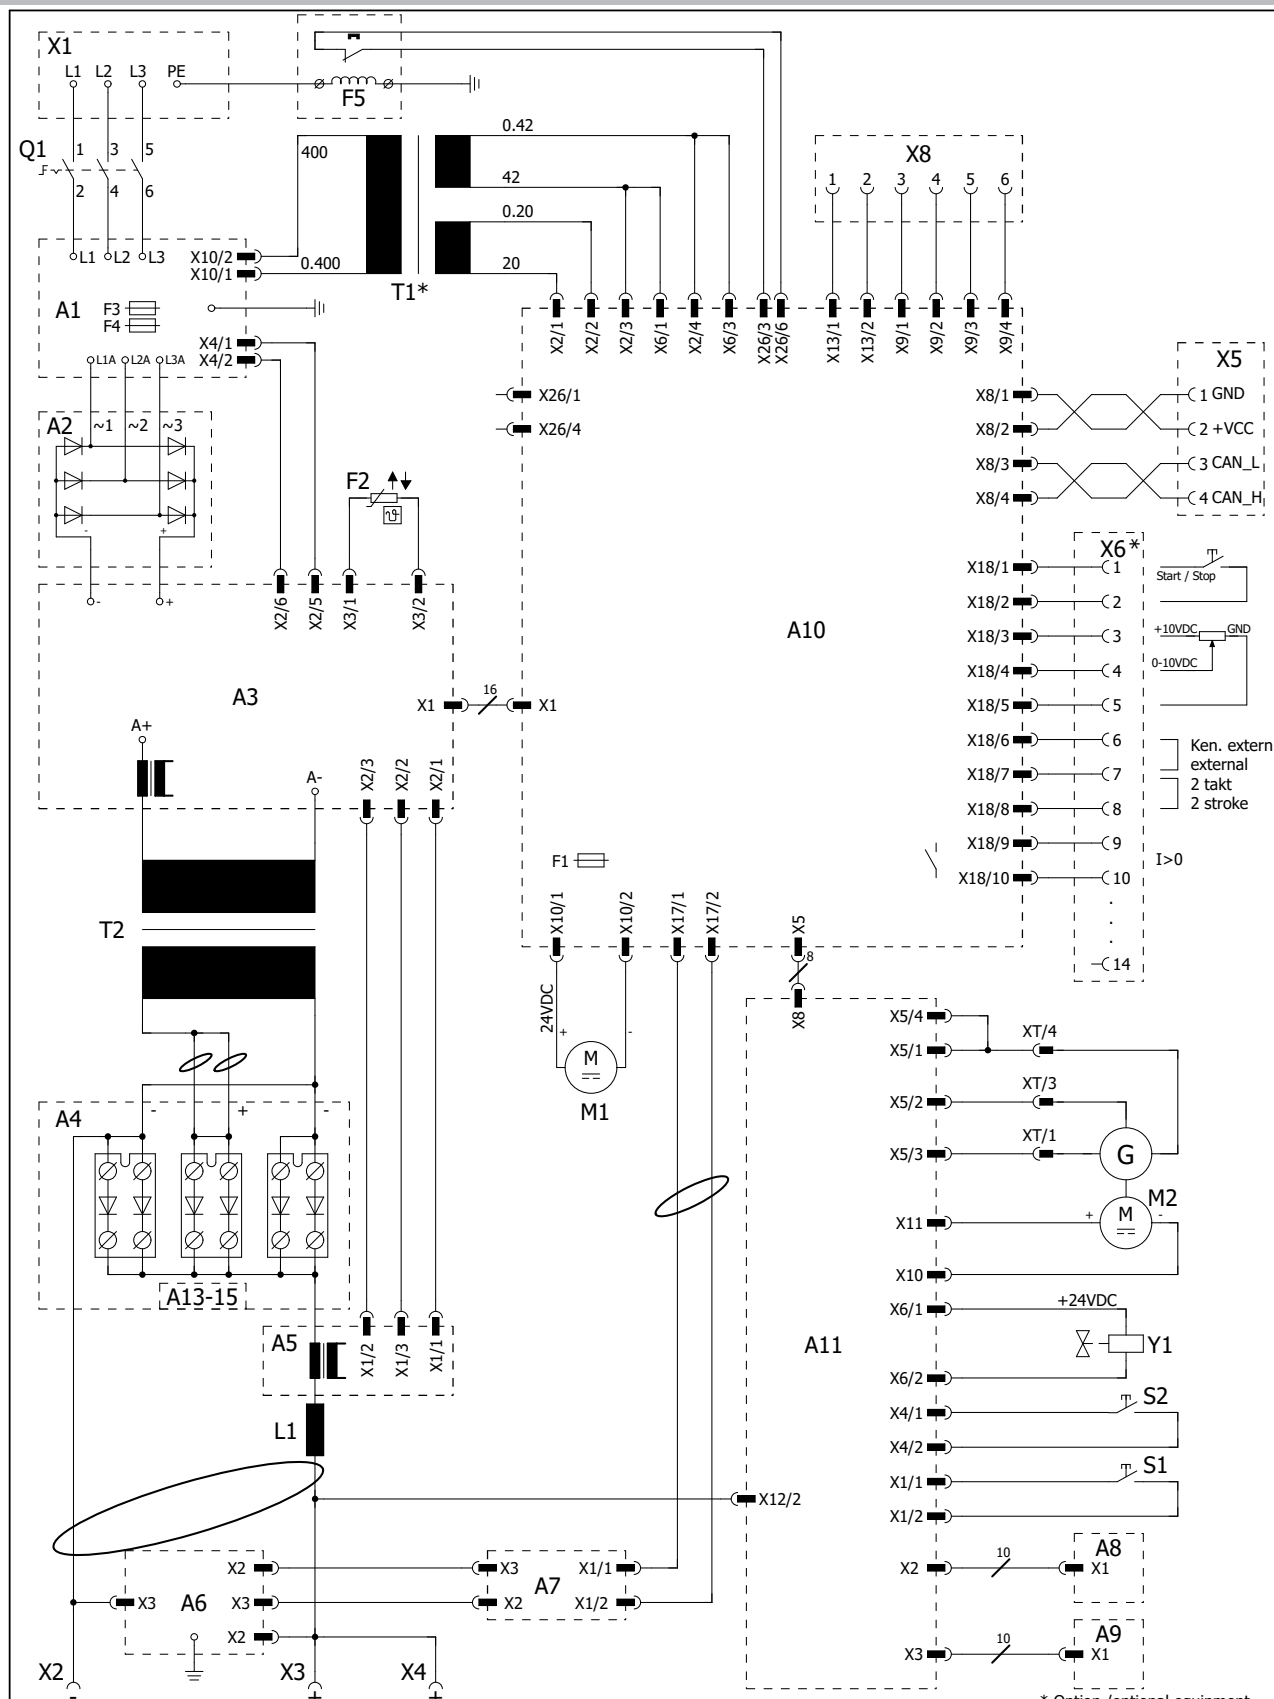 X1
L1 L2 L3 PE
F5
Q1
1 3 5
2 4 6
400
0.400
T1*
0.42
42
0.20
20
X8
1 2 3 4 5 6
L1 L2 L3
X10/2
X10/1
A1
F3
F4
X4/1
X4/2
L1A L2A L3A
X2/1 X2/2 X2/3 X6/1 X2/4 X6/3 X26/3 X26/6 X13/1 X13/2 X9/1 X9/2 X9/3 X9/4
X26/1
X26/4
X5
X8/1 1 GND
X8/2 2 +VCC
X8/3 3 CAN_L
X8/4 4 CAN_H
A2
~1 ~2 ~3
- +
F2
ϑ
- +
X2/6 X2/5 X3/1 X3/2
A10
X6*
X18/1 1
Start / Stop
X18/2 2
X18/3 3
+10VDC GND
X18/4 4
0-10VDC
X18/5 5
X18/6 6
Ken. extern
external
X18/7 7
2 takt
2 stroke
X18/8 8
X18/9 9
I>0
X18/10 10
.
.
.
14
A3
X1 16 X1
A+
A-
X2/3 X2/2 X2/1
F1
X10/1 X10/2 X17/1 X17/2 X5
8
X8
T2
24VDC
+ -
M
M1
X5/4
X5/1 XT/4
X5/2 XT/3
X5/3 XT/1
G
M2
X11 + M -
X10
A4
- + -
A13-15
X6/1 +24VDC
Y1
X6/2
A11
A5
X1/2 X1/3 X1/1
L1
X4/1 S2
X4/2
X1/1 S1
X1/2
X12/2
X2 10 X1
A8
X3 10 X1
A9
X2 X3 X1/1
A7
X3 A6 X3 X2 X1/2
X2
X2 X3 X4
- + +
* Option /optional equipment